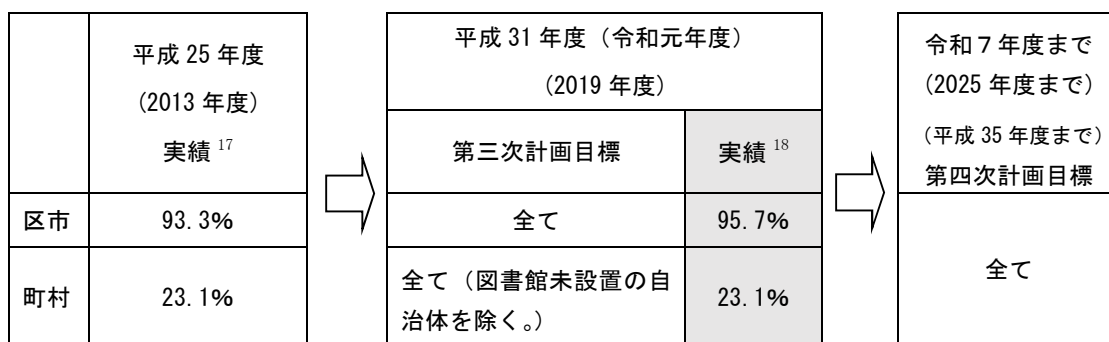 平成 25 年度
(2013 年度)
実績 17
平成 31 年度（令和元年度）
(2019 年度)
第三次計画目標
実績 18
令和７年度まで
(2025 年度まで)
（平成 35 年度まで）
第四次計画目標
区市
93.3%
全て
95.7%
町村
23.1%
全て（図書館未設置の自
治体を除く。）
23.1%
全て